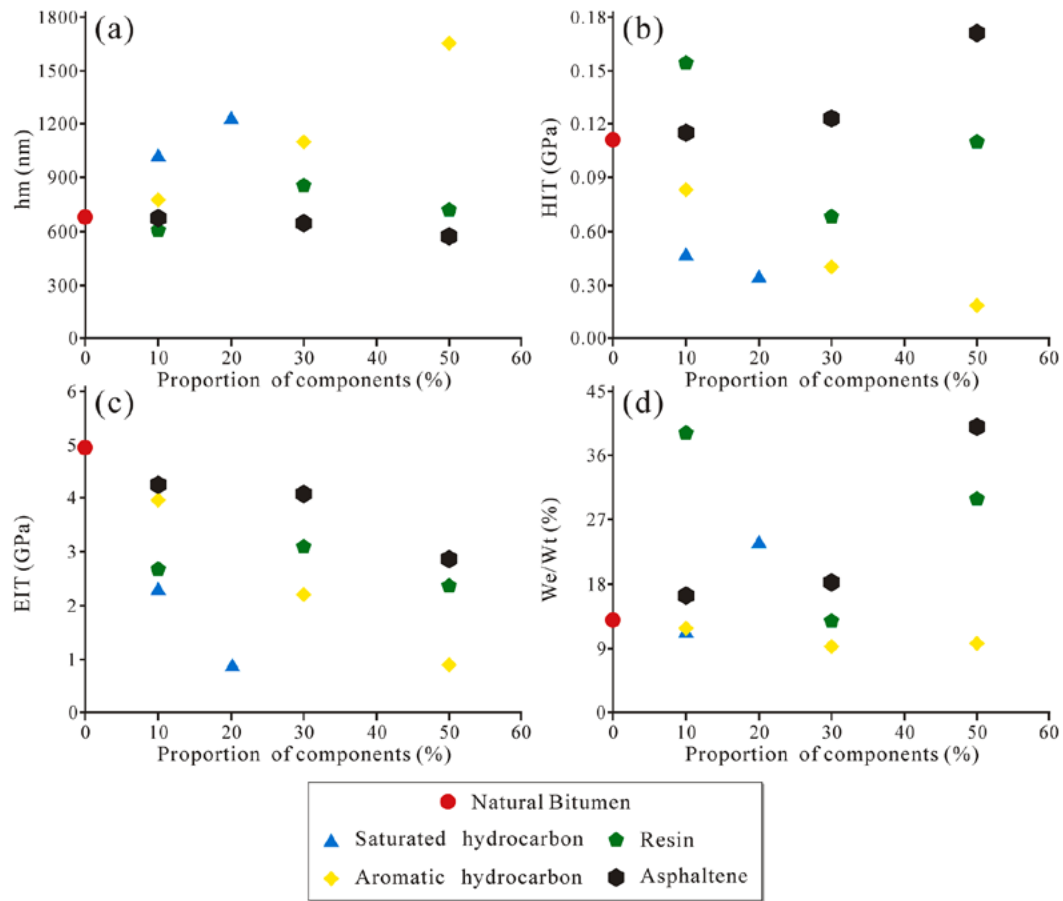 (a)
1800
1500
1200
900
600
300
0
hm (nm)
0 10 20 30 40 50 60
Proportion of components (%)
(b)
0.18
0.15
0.12
0.90
0.60
0.30
0.00
HIT (GPa)
0 10 20 30 40 50 60
Proportion of components (%)
(c)
6
5
4
3
2
1
0
EIT (GPa)
0 10 20 30 40 50 60
Proportion of components (%)
(d)
45
36
27
18
9
0
We/Wt (%)
0 10 20 30 40 50 60
Proportion of components (%)
Natural Bitumen
Saturated hydrocarbon Resin
Aromatic hydrocarbon Asphaltene